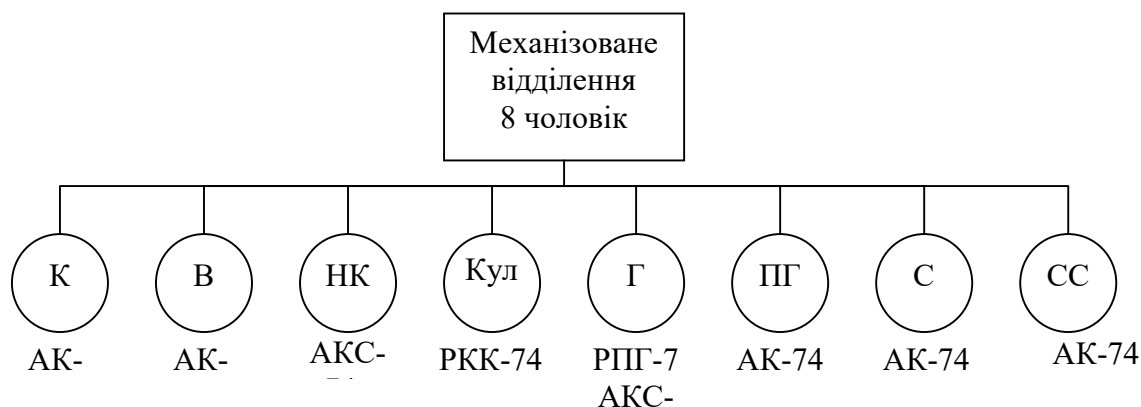 Механізоване
відділення
8 чоловік
К
В
НК
Кул
Г
ПГ
С
СС
АК-
АК-
АКС-
РКК-74
РПГ-7
АКС-
АК-74
АК-74
АК-74